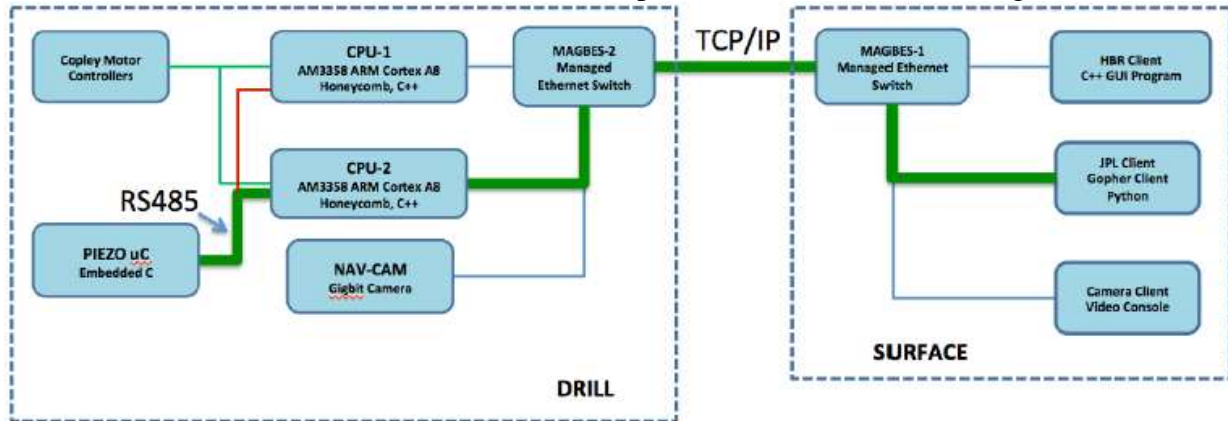 Copley Motor
Controllers
CPU-1
AM3358 ARM Cortex A8
Honeycomb, C++
MAGBES-2
Managed
Ethernet Switch
TCP/IP
MAGBES-1
Managed Ethernet
Switch
HBR Client
C++ GUI Program
CPU-2
AM3358 ARM Cortex A8
Honeycomb, C++
JPL Client
Gopher Client
Python
RS485
PIEZO uC
Embedded C
NAV-CAM
Gigbit Camera
Camera Client
Video Console
SURFACE
DRILL